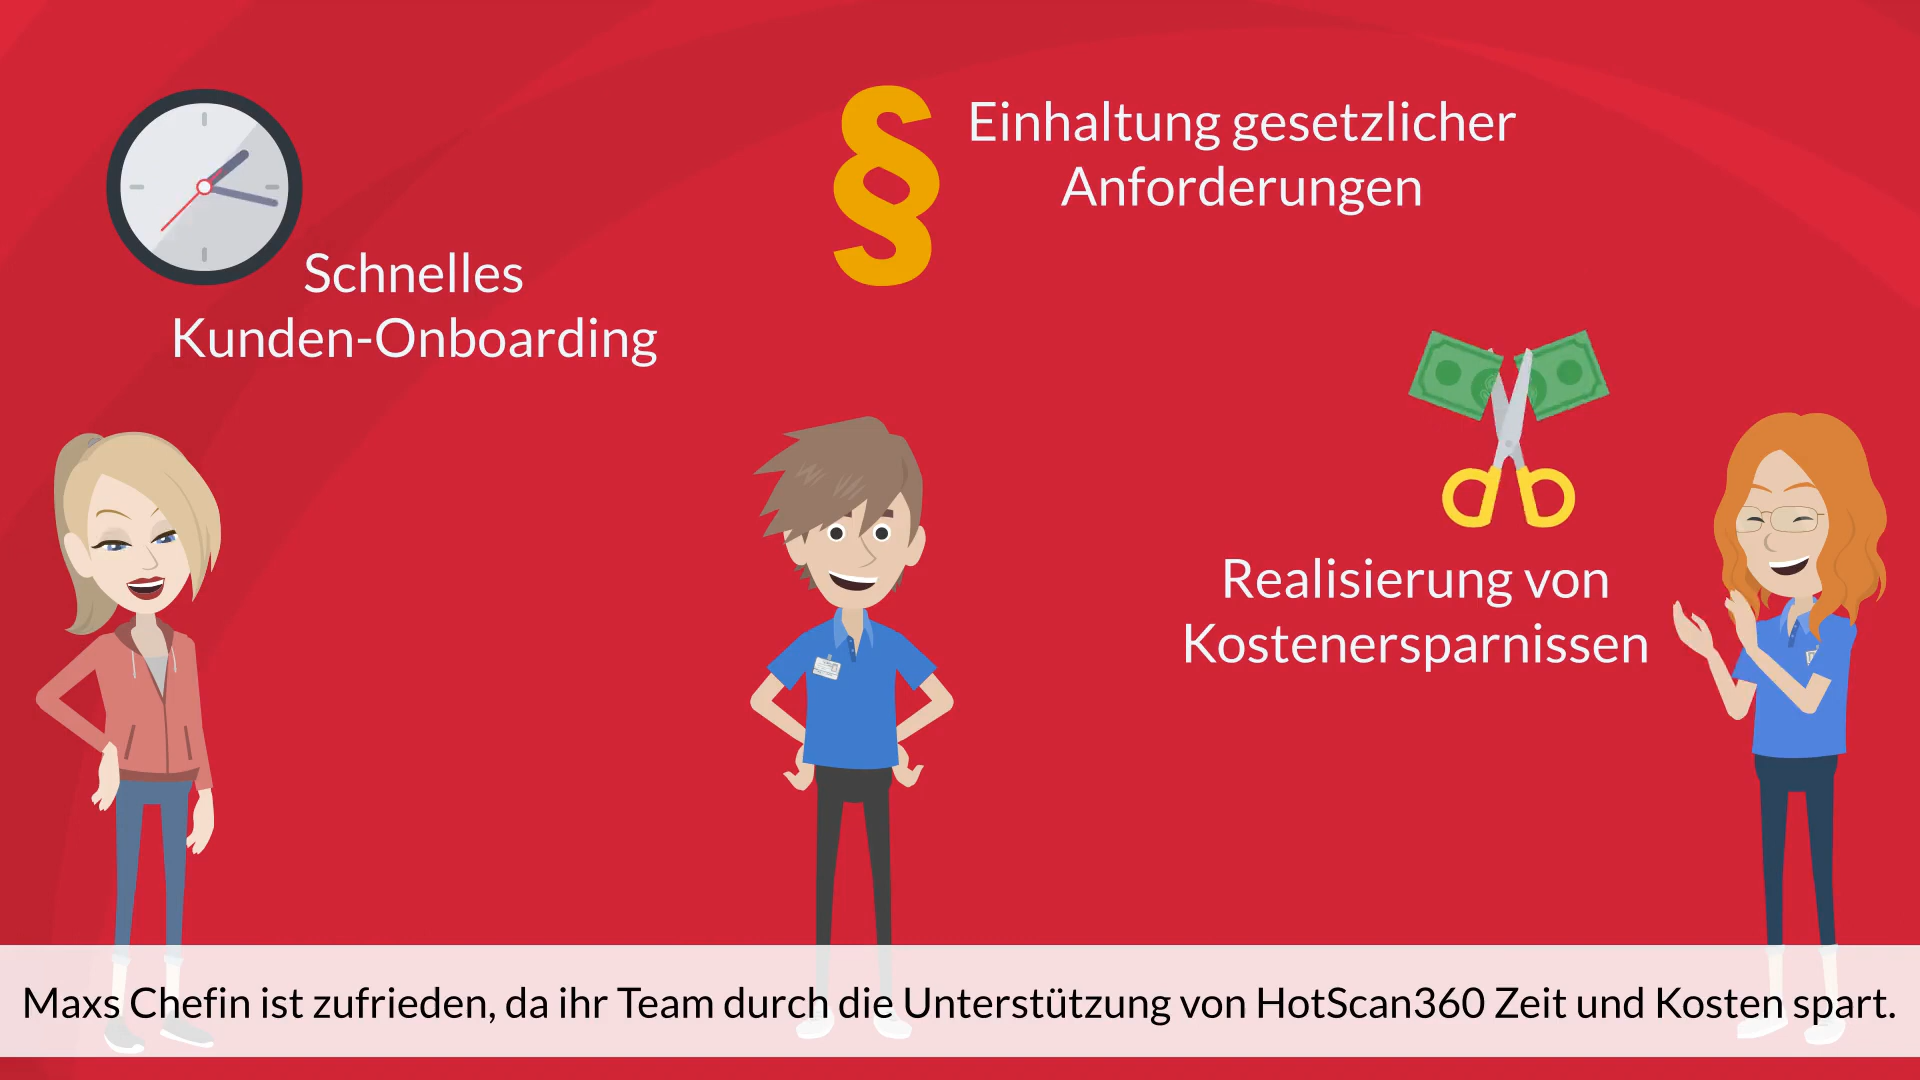 Schnelles
Kunden-Onboarding
§
Einhaltung gesetzlicher
Anforderungen
Realisierung von
Kostenersparnissen
Maxs Chefin ist zufrieden, da ihr Team durch die Unterstützung von HotScan360 Zeit und Kosten spart.